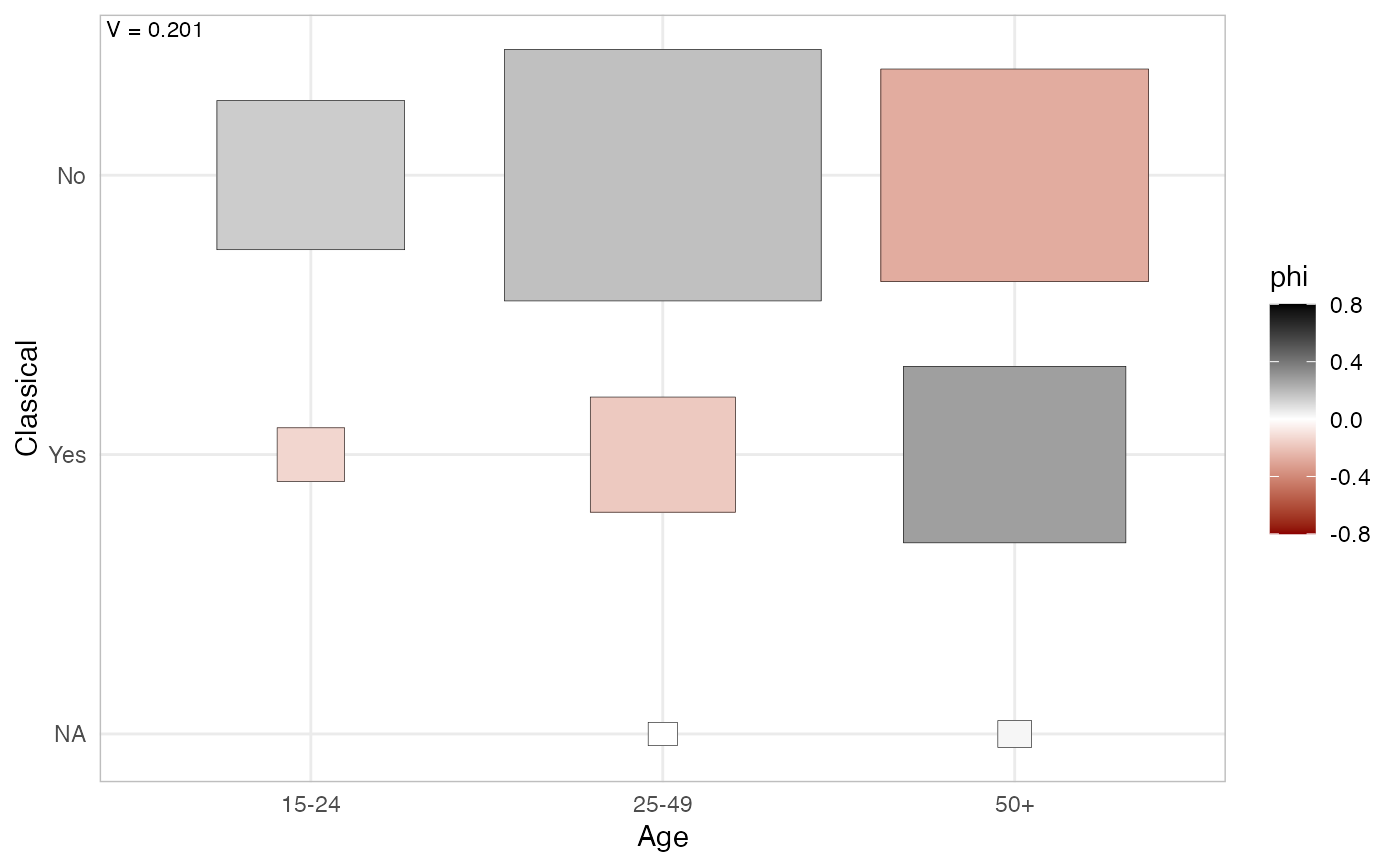 V = 0.201
No
Yes
NA
Classical
15-24
25-49
50+
Age
phi
0.8
0.4
0.0
-0.4
-0.8